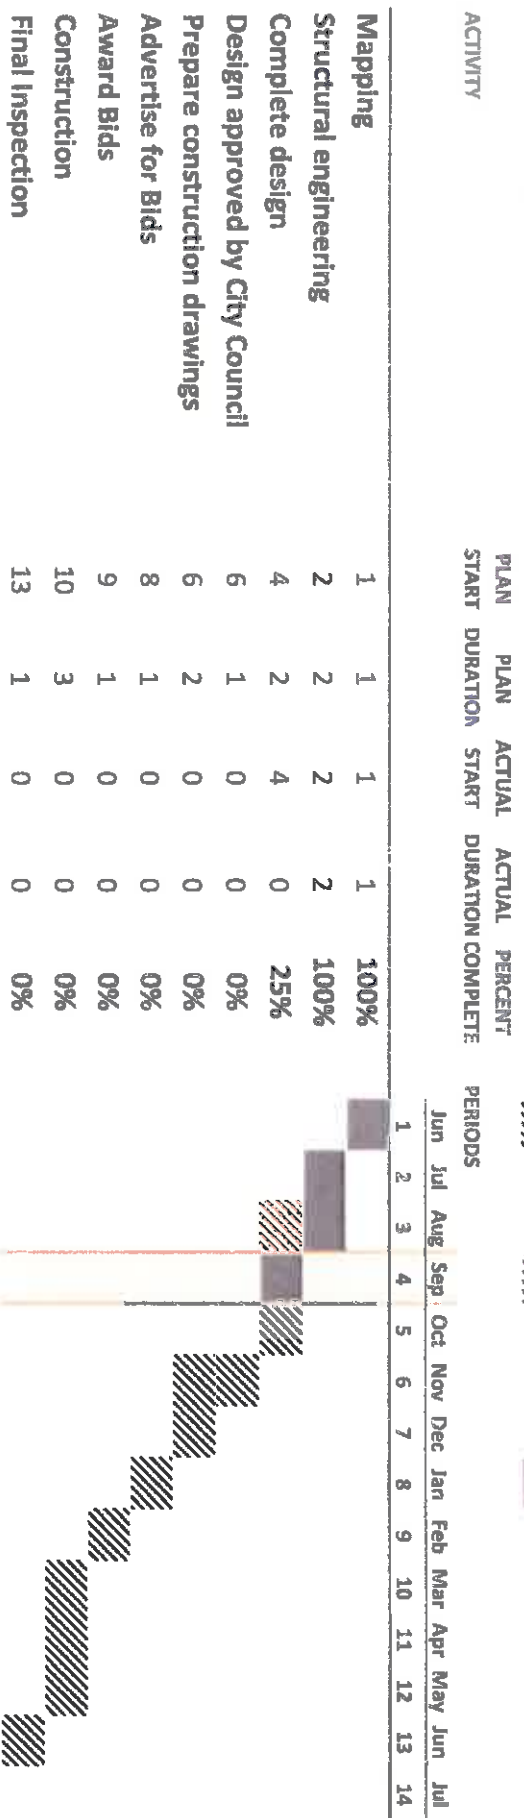 PLAN PLAN ACTUAL ACTUAL PERCENT
ACTIVITY START DURATION START DURATION COMPLETE PERIODS
Jun Jul Aug Sep Oct Nov Dec Jan Feb Mar Apr May Jun Jul
1 2 3 4 5 6 7 8 9 10 11 12 13 14
Mapping 1 1 1 1 100%
Structural engineering 2 2 2 2 100%
Complete design 4 2 4 0 25%
Design approved by City Council 6 1 0 0 0%
Prepare construction drawings 6 2 0 0 0%
Advertise for Bids 8 1 0 0 0%
Award Bids 9 1 0 0 0%
Construction 10 3 0 0 0%
Final Inspection 13 1 0 0 0%